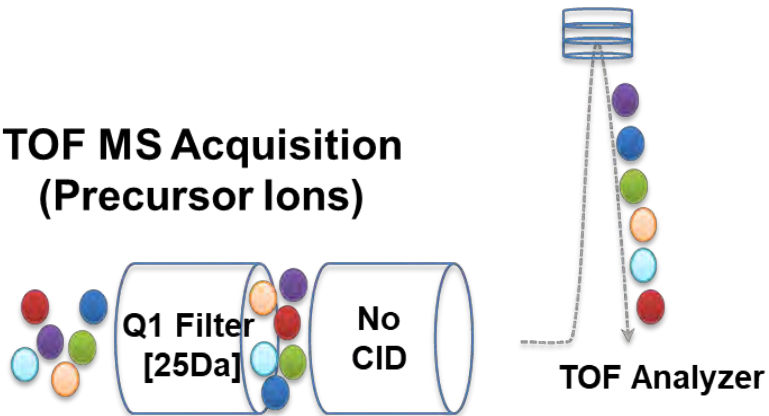 TOF MS Acquisition
(Precursor Ions)
Q1 Filter
[25Da]
No
CID
TOF Analyzer